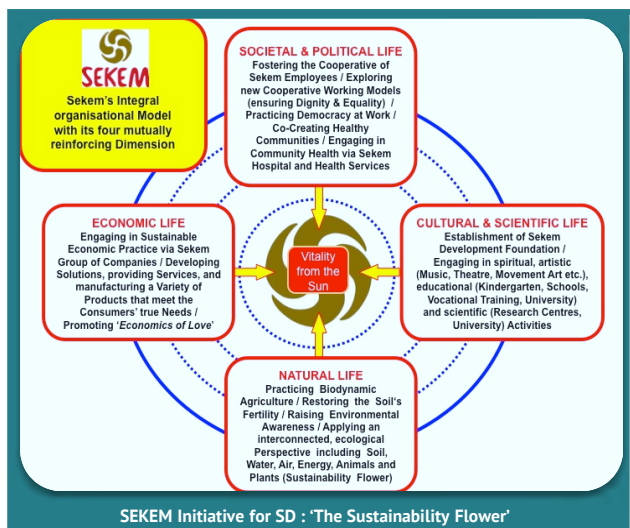 SEKEM
Sekem's Integral
organisational Model
with its four mutually
reinforcing Dimension
SOCIETAL & POLITICAL LIFE
Fostering the Cooperative of
Sekem Employees / Exploring
new Cooperative Working Models
(ensuring Dignity & Equality) /
Practicing Democracy at Work /
Co-Creating Healthy
Communities / Engaging in
Community Health via Sekem
Hospital and Health Services
ECONOMIC LIFE
Engaging in Sustainable
Economic Practice via Sekem
Group of Companies / Developing
Solutions, providing Services, and
manufacturing a Variety of
Products that meet the
Consumers' true Needs /
Promoting 'Economics of Love'
Vitality
from the
Sun
CULTURAL & SCIENTIFIC LIFE
Establishment of Sekem
Development Foundation /
Engaging in spiritual, artistic
(Music, Theatre, Movement Art etc.),
educational (Kindergarten, Schools,
Vocational Training, University)
and scientific (Research Centres,
University) Activities
NATURAL LIFE
Practicing Biodynamic
Agriculture / Restoring the Soil's
Fertility / Raising Environmental
Awareness / Applying an
interconnected, ecological
Perspective including Soil,
Water, Air, Energy, Animals and
Plants (Sustainability Flower)
SEKEM Initiative for SD : 'The Sustainability Flower'